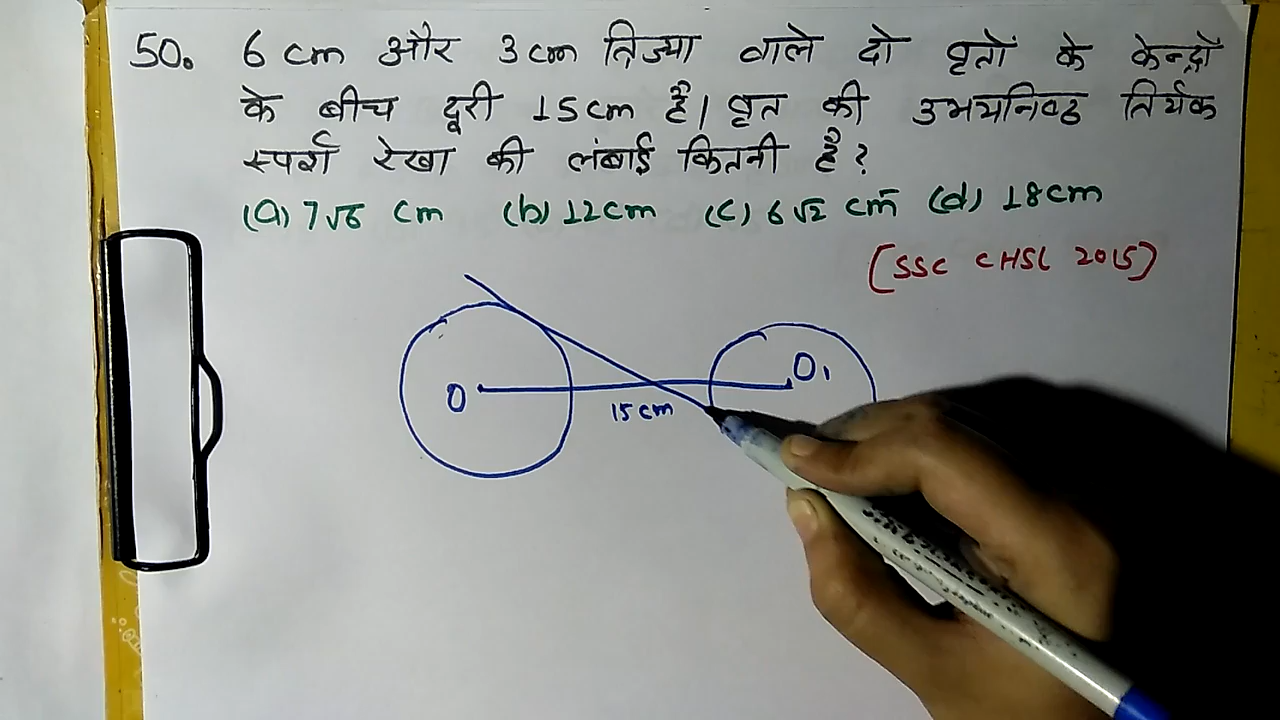 50. 6 cm और 3 cm त्रिज्या वाले दो वृतों के केन्द्रों
के बीच दूरी 15 cm है। वृत की उभयनिष्ठ तिर्यक
स्पर्श रेखा की लंबाई कितनी है?
(a) 7√6 cm (b) 12 cm (c) 6√2 cm (d) 18 cm
[SSC CHSL 2015]
O O₁
15 cm